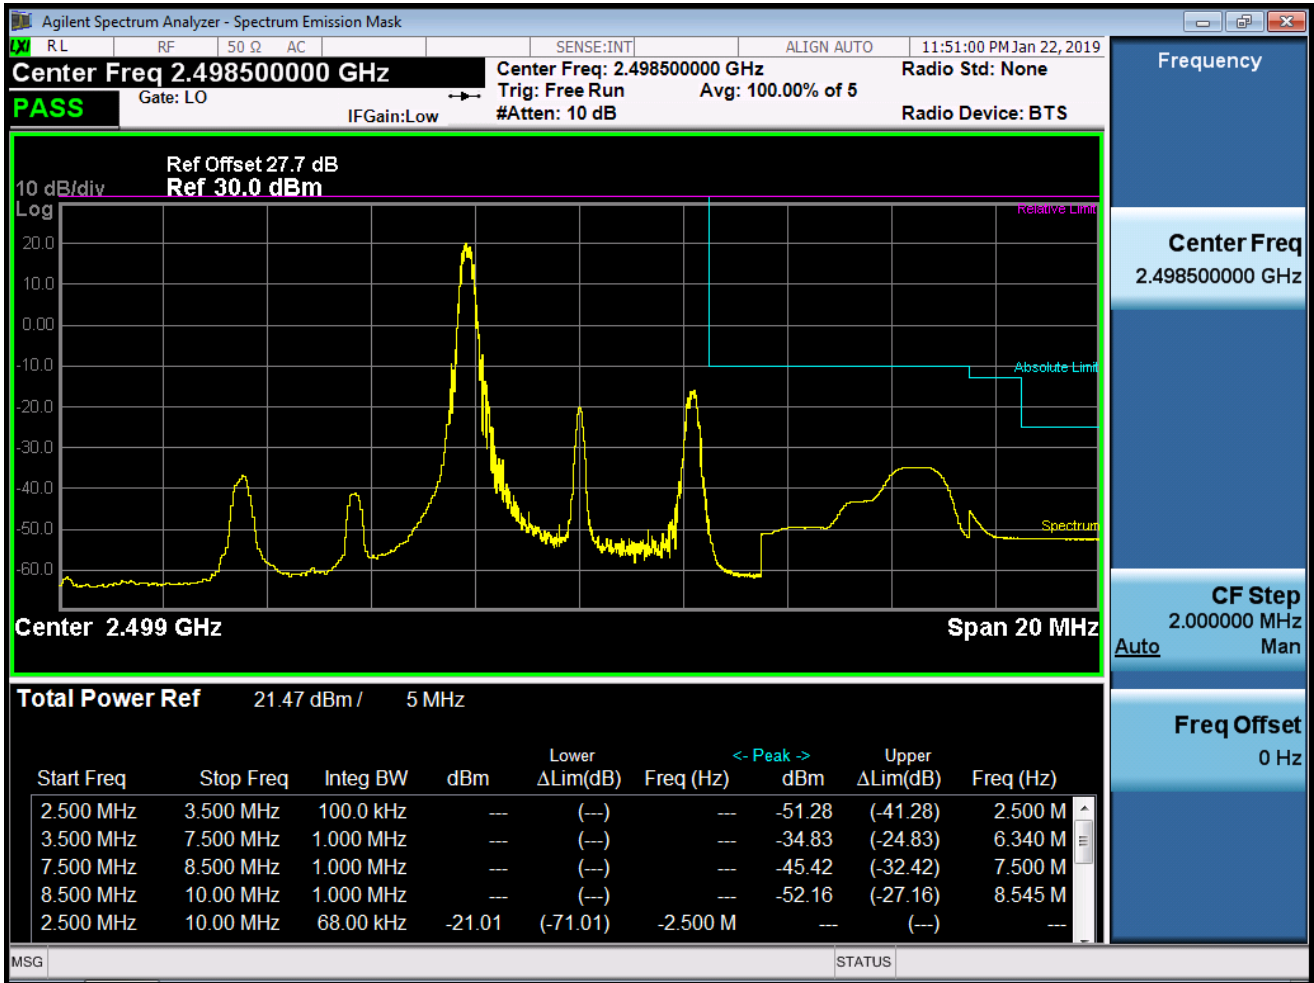 Agilent Spectrum Analyzer - Spectrum Emission Mask
LXI RL RF 50 Ω AC SENSE:INT ALIGN AUTO 11:51:00 PM Jan 22, 2019
Center Freq 2.498500000 GHz
Center Freq: 2.498500000 GHz
Radio Std: None
Gate: LO
Trig: Free Run
Avg: 100.00% of 5
PASS
IFGain:Low
#Atten: 10 dB
Radio Device: BTS
Ref Offset 27.7 dB
10 dB/div Ref 30.0 dBm
Log
Relative Limit
20.0
10.0
0.00
-10.0
Absolute Limit
-20.0
-30.0
-40.0
-50.0
Spectrum
-60.0
Center 2.499 GHz
Span 20 MHz
Total Power Ref 21.47 dBm / 5 MHz
Lower <- Peak -> Upper
Start Freq Stop Freq Integ BW dBm ΔLim(dB) Freq (Hz) dBm ΔLim(dB) Freq (Hz)
2.500 MHz 3.500 MHz 100.0 kHz --- (---) --- -51.28 (-41.28) 2.500 M
3.500 MHz 7.500 MHz 1.000 MHz --- (---) --- -34.83 (-24.83) 6.340 M
7.500 MHz 8.500 MHz 1.000 MHz --- (---) --- -45.42 (-32.42) 7.500 M
8.500 MHz 10.00 MHz 1.000 MHz --- (---) --- -52.16 (-27.16) 8.545 M
2.500 MHz 10.00 MHz 68.00 kHz -21.01 (-71.01) -2.500 M --- (---) ---
MSG
STATUS
Frequency
Center Freq
2.498500000 GHz
CF Step
2.000000 MHz
Auto Man
Freq Offset
0 Hz